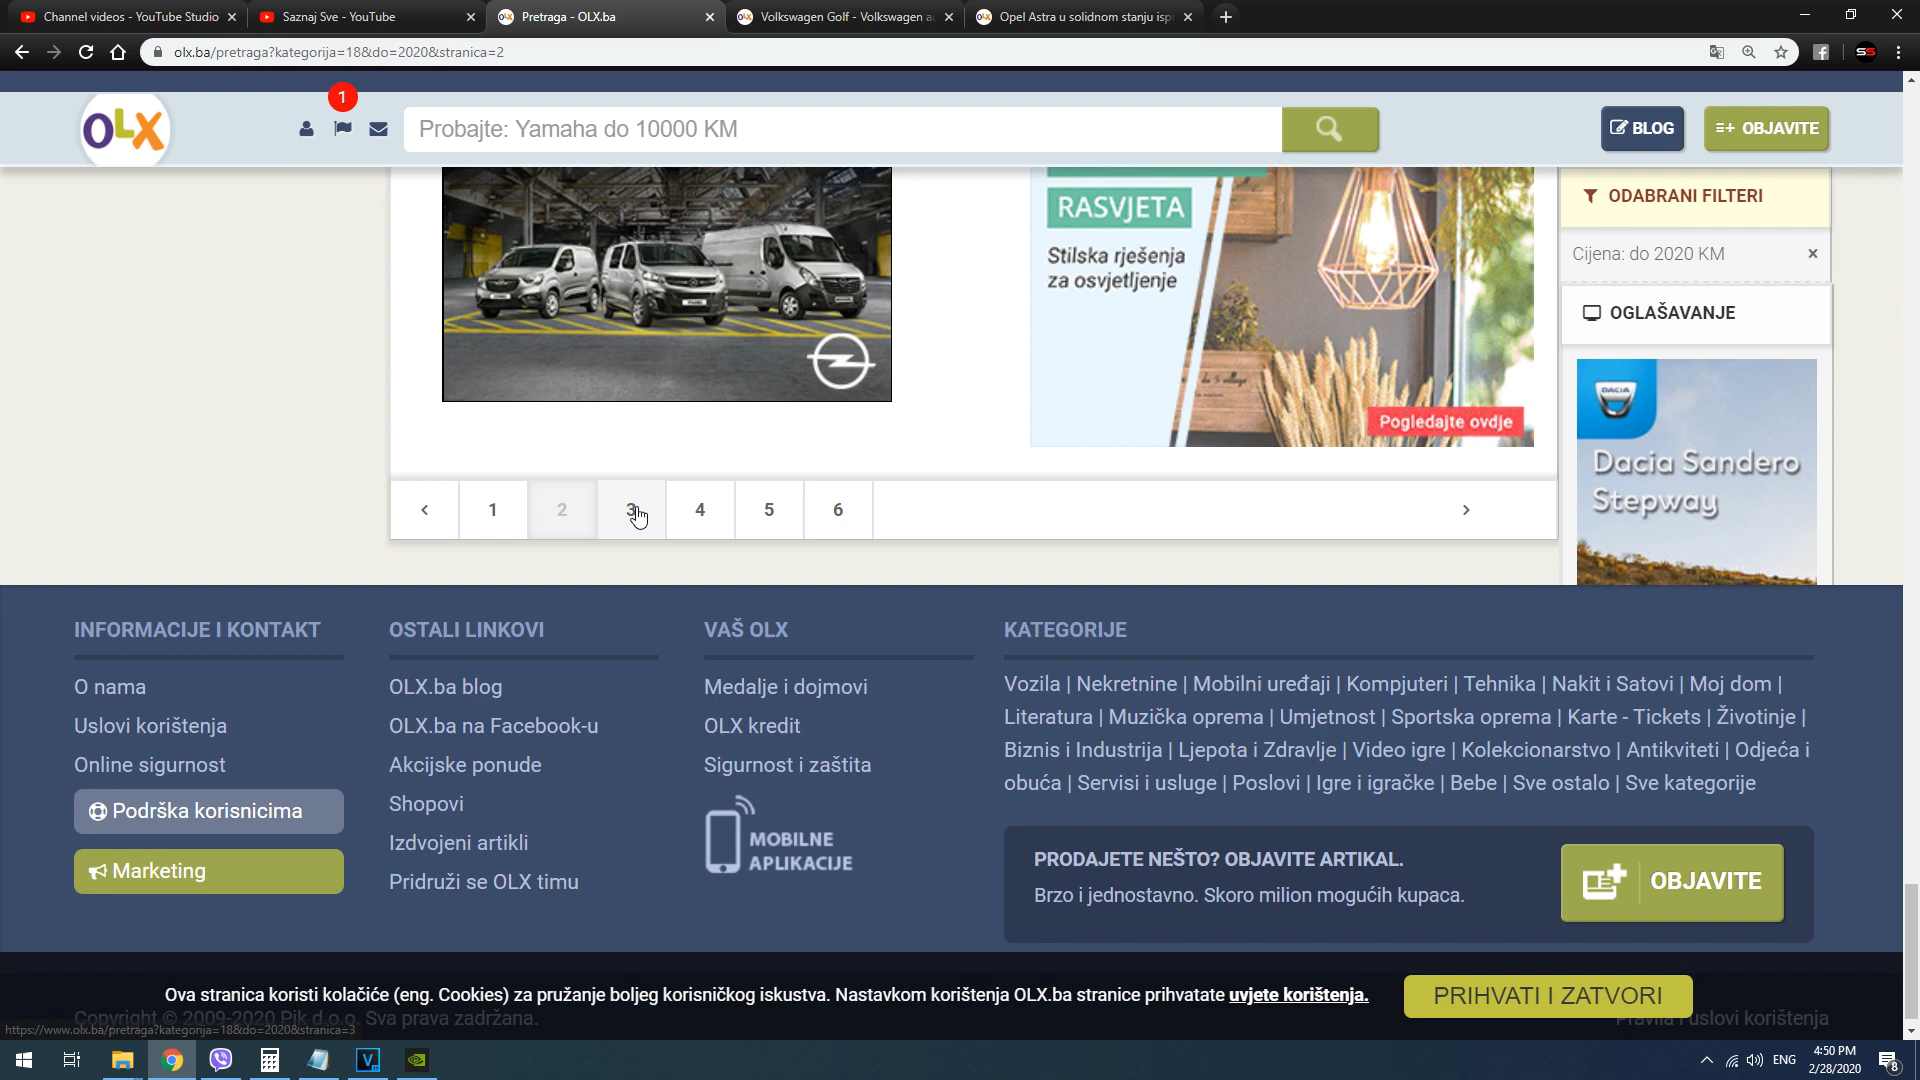 Channel videos - YouTube Studio
Saznaj Sve - YouTube
Pretraga - OLX.ba
Volkswagen Golf - Volkswagen au
Opel Astra u solidnom stanju isp
olx.ba/pretraga?kategorija=18&do=2020&stranica=2
1
OLX
Probajte: Yamaha do 10000 KM
BLOG
OBJAVITE
RASVJETA
Stilska rješenja
za osvjetljenje
Pogledajte ovdje
ODABRANI FILTERI
Cijena: do 2020 KM
OGLAŠAVANJE
DACIA
Dacia Sandero
Stepway
1 2 3 4 5 6
INFORMACIJE I KONTAKT
O nama
Uslovi korištenja
Online sigurnost
Podrška korisnicima
Marketing
OSTALI LINKOVI
OLX.ba blog
OLX.ba na Facebook-u
Akcijske ponude
Shopovi
Izdvojeni artikli
Pridruži se OLX timu
VAŠ OLX
Medalje i dojmovi
OLX kredit
Sigurnost i zaštita
MOBILNE
APLIKACIJE
KATEGORIJE
Vozila | Nekretnine | Mobilni uređaji | Kompjuteri | Tehnika | Nakit i Satovi | Moj dom |
Literatura | Muzička oprema | Umjetnost | Sportska oprema | Karte - Tickets | Životinje |
Biznis i Industrija | Ljepota i Zdravlje | Video igre | Kolekcionarstvo | Antikviteti | Odjeća i
obuća | Servisi i usluge | Poslovi | Igre i igračke | Bebe | Sve ostalo | Sve kategorije
PRODAJETE NEŠTO? OBJAVITE ARTIKAL.
Brzo i jednostavno. Skoro milion mogućih kupaca.
OBJAVITE
Ova stranica koristi kolačiće (eng. Cookies) za pružanje boljeg korisničkog iskustva. Nastavkom korištenja OLX.ba stranice prihvatate uvjete korištenja.
PRIHVATI I ZATVORI
Copyright © 2009-2020 Pik d.o.o. Sva prava zadržana.
Pravila i uslovi korištenja
https://www.olx.ba/pretraga?kategorija=18&do=2020&stranica=3
ENG
4:50 PM
2/28/2020
8